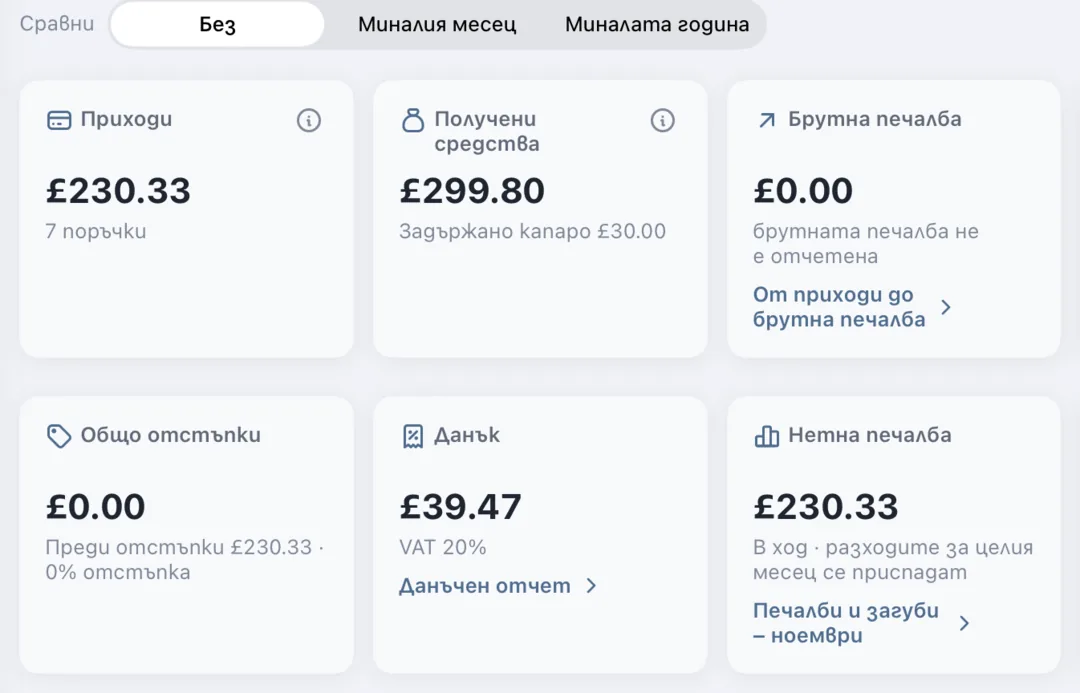 Сравни
Без
Миналия месец
Миналата година
Приходи
£230.33
7 поръчки
Получени
средства
£299.80
Задържано капаро £30.00
Брутна печалба
£0.00
брутната печалба не
е отчетена
От приходи до
брутна печалба
Общо отстъпки
£0.00
Преди отстъпки £230.33 ·
0% отстъпка
Данък
£39.47
VAT 20%
Данъчен отчет
Нетна печалба
£230.33
В ход · разходите за целия
месец се приспадат
Печалби и загуби
– ноември